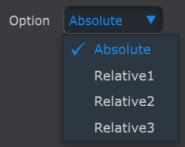 Option Absolute ▼
✓ Absolute
Relative1
Relative2
Relative3